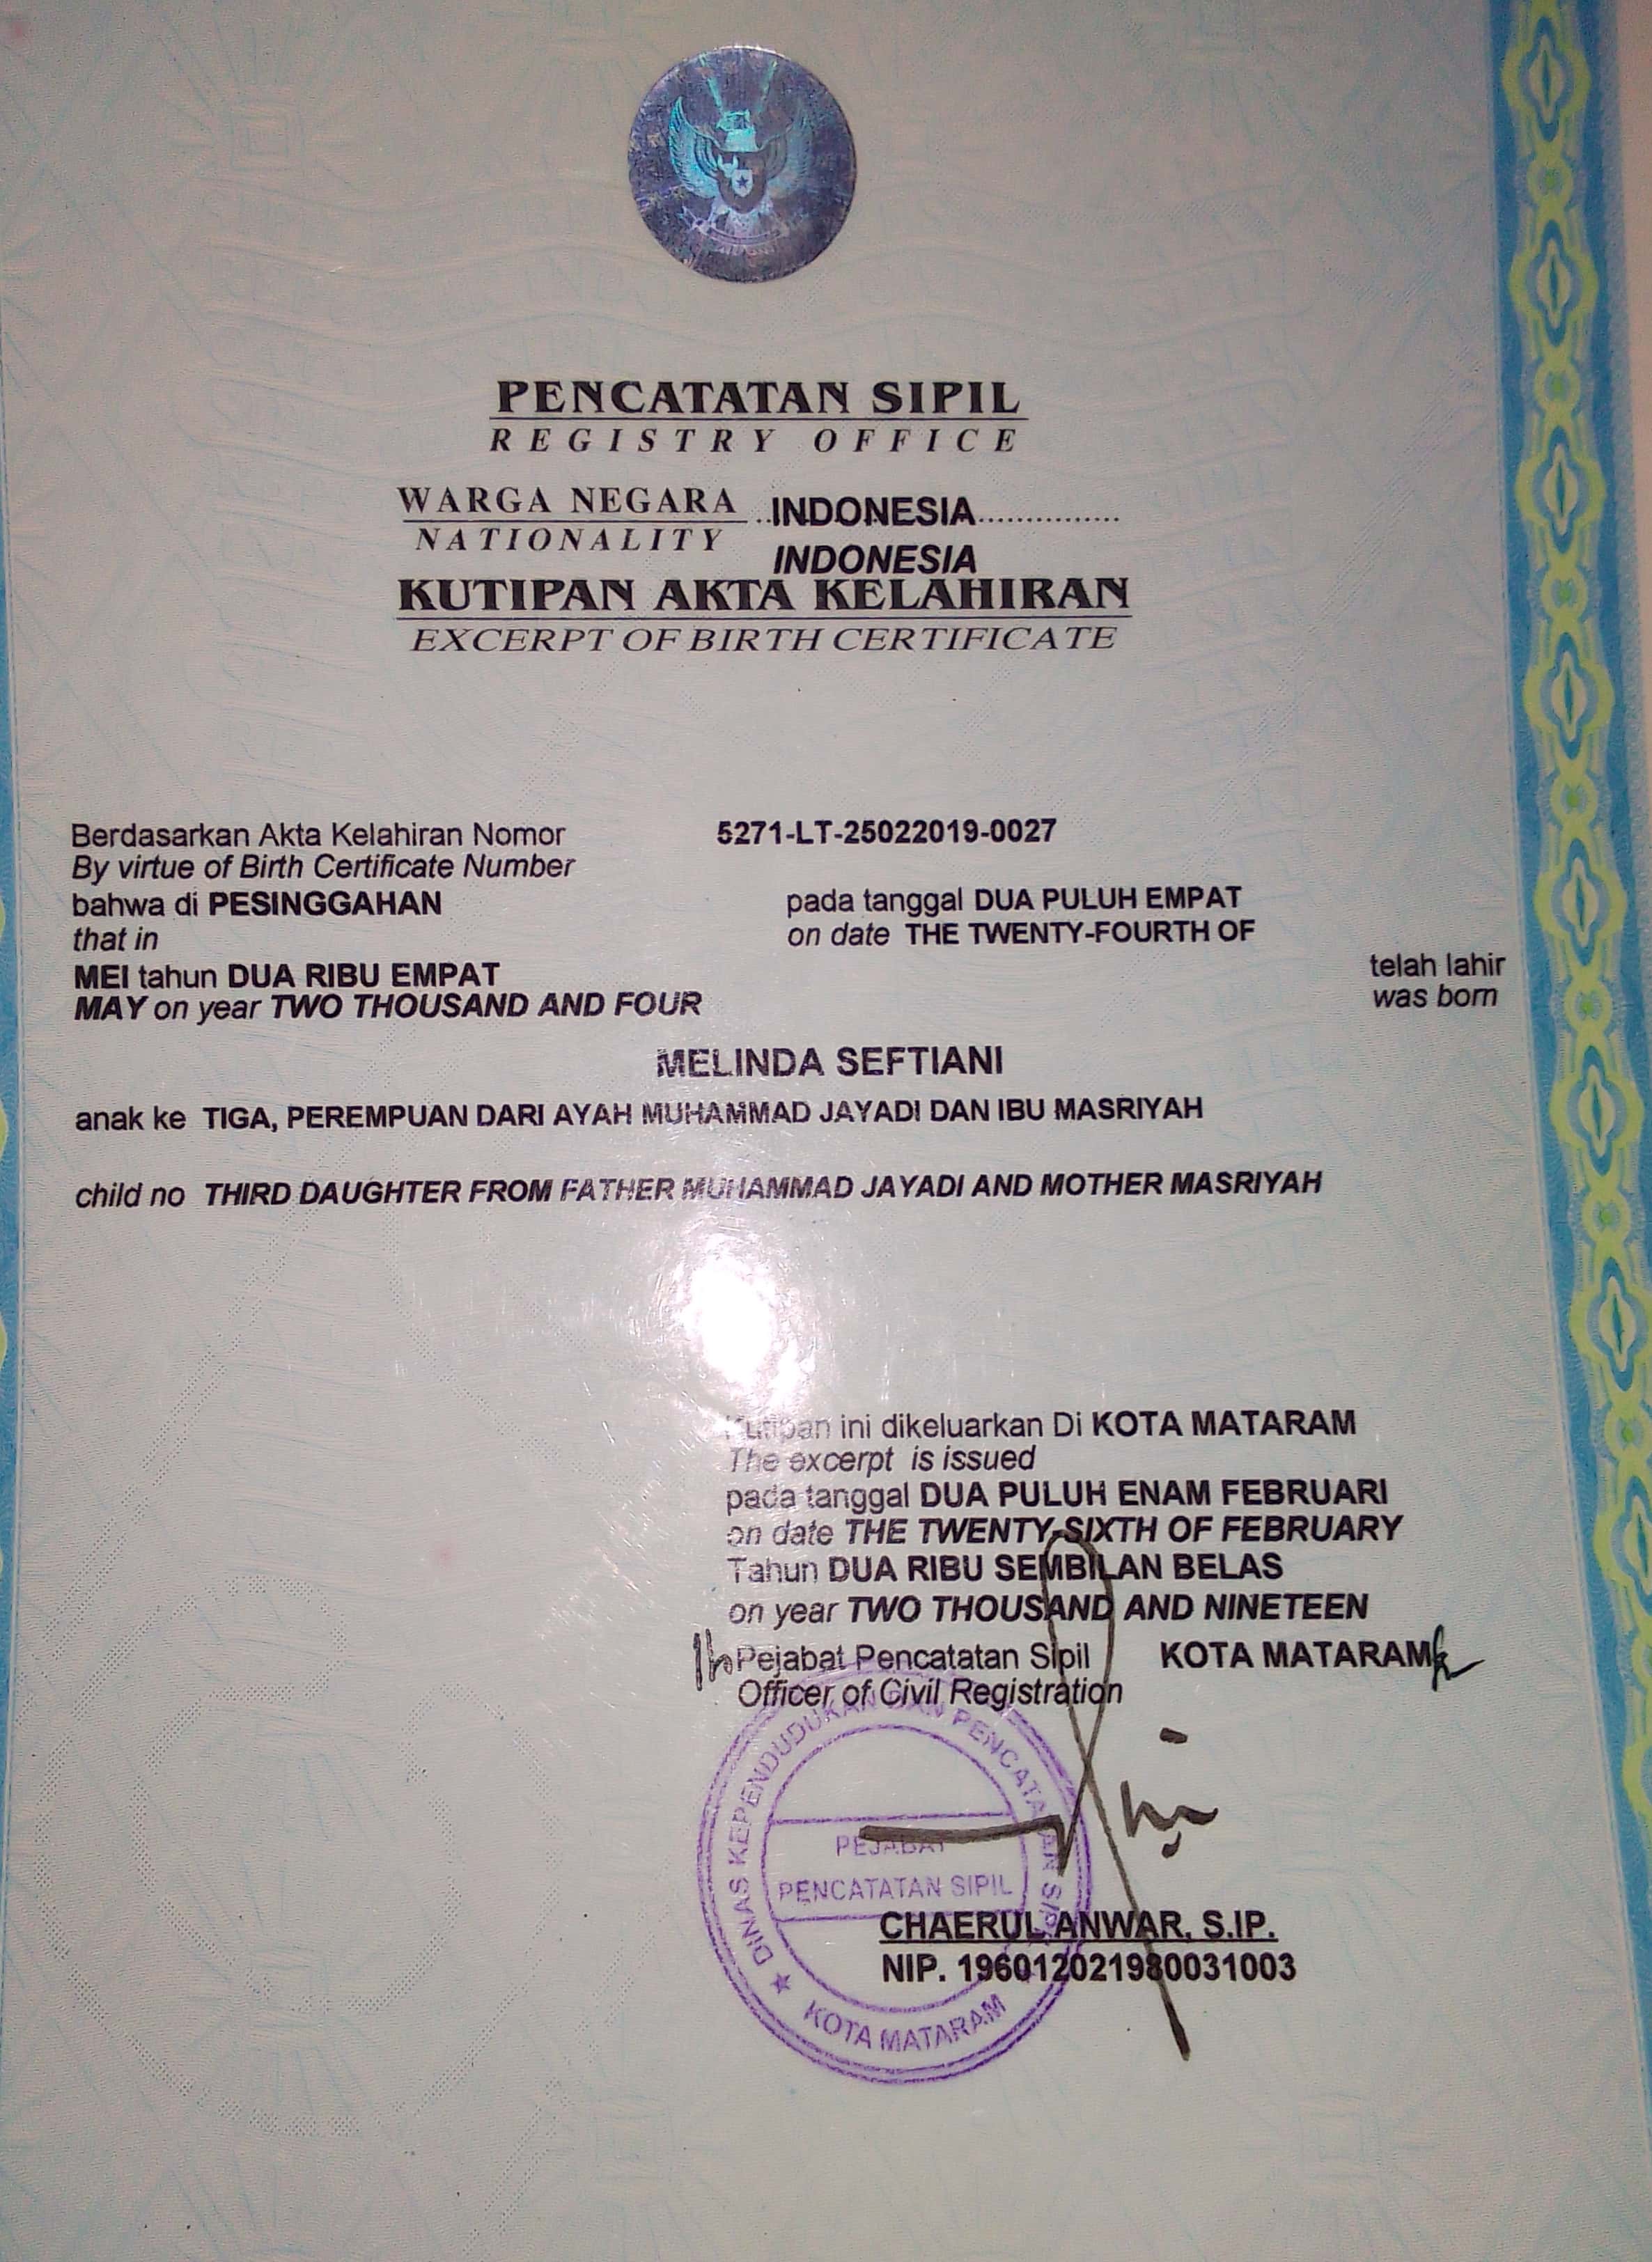 PENCATATAN SIPIL
REGISTRY OFFICE
WARGA NEGARA ..INDONESIA................
NATIONALITY INDONESIA
KUTIPAN AKTA KELAHIRAN
EXCERPT OF BIRTH CERTIFICATE
Berdasarkan Akta Kelahiran Nomor 5271-LT-25022019-0027
By virtue of Birth Certificate Number
bahwa di PESINGGAHAN pada tanggal DUA PULUH EMPAT
that in on date THE TWENTY-FOURTH OF
MEI tahun DUA RIBU EMPAT telah lahir
MAY on year TWO THOUSAND AND FOUR was born
MELINDA SEFTIANI
anak ke TIGA, PEREMPUAN DARI AYAH MUHAMMAD JAYADI DAN IBU MASRIYAH
child no THIRD DAUGHTER FROM FATHER MUHAMMAD JAYADI AND MOTHER MASRIYAH
Kutipan ini dikeluarkan Di KOTA MATARAM
The excerpt is issued
pada tanggal DUA PULUH ENAM FEBRUARI
on date THE TWENTY-SIXTH OF FEBRUARY
Tahun DUA RIBU SEMBILAN BELAS
on year TWO THOUSAND AND NINETEEN
Pejabat Pencatatan Sipil KOTA MATARAM
Officer of Civil Registration
DINAS KEPENDUDUKAN DAN PENCATATAN SIPIL
PEJABAT
PENCATATAN SIPIL
KOTA MATARAM
CHAERUL ANWAR, S.IP.
NIP. 196012021980031003